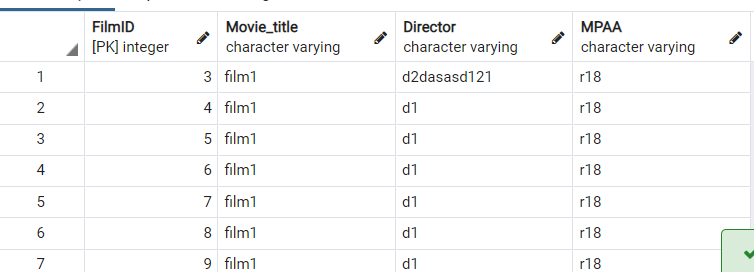 FilmID Movie_title Director MPAA
[PK] integer character varying character varying character varying
1 3 film1 d2dasasd121 r18
2 4 film1 d1 r18
3 5 film1 d1 r18
4 6 film1 d1 r18
5 7 film1 d1 r18
6 8 film1 d1 r18
7 9 film1 d1 r18